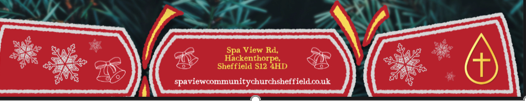 Spa View Rd,
Hackenthorpe,
Sheffield S12 4HD
spaviewcommunitychurchsheffield.co.uk